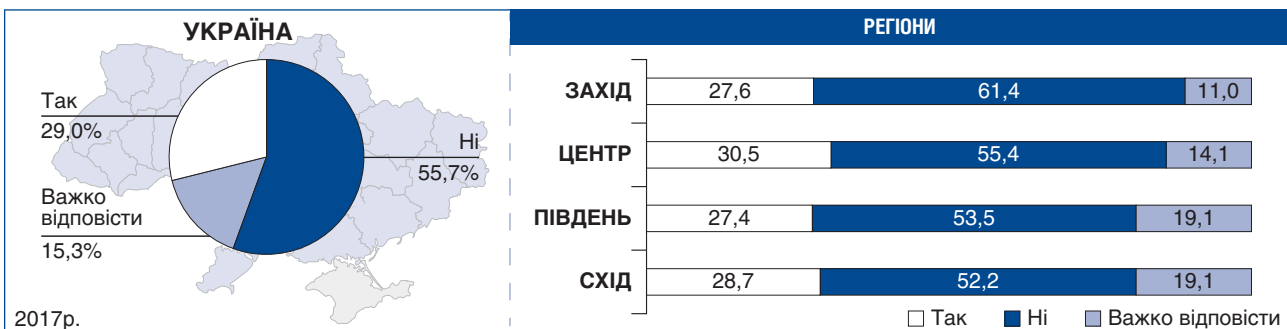 УКРАЇНА
Так
29,0%
Ні
55,7%
Важко
відповісти
15,3%
2017р.
РЕГІОНИ
ЗАХІД 27,6 61,4 11,0
ЦЕНТР 30,5 55,4 14,1
ПІВДЕНЬ 27,4 53,5 19,1
СХІД 28,7 52,2 19,1
Так Ні Важко відповісти